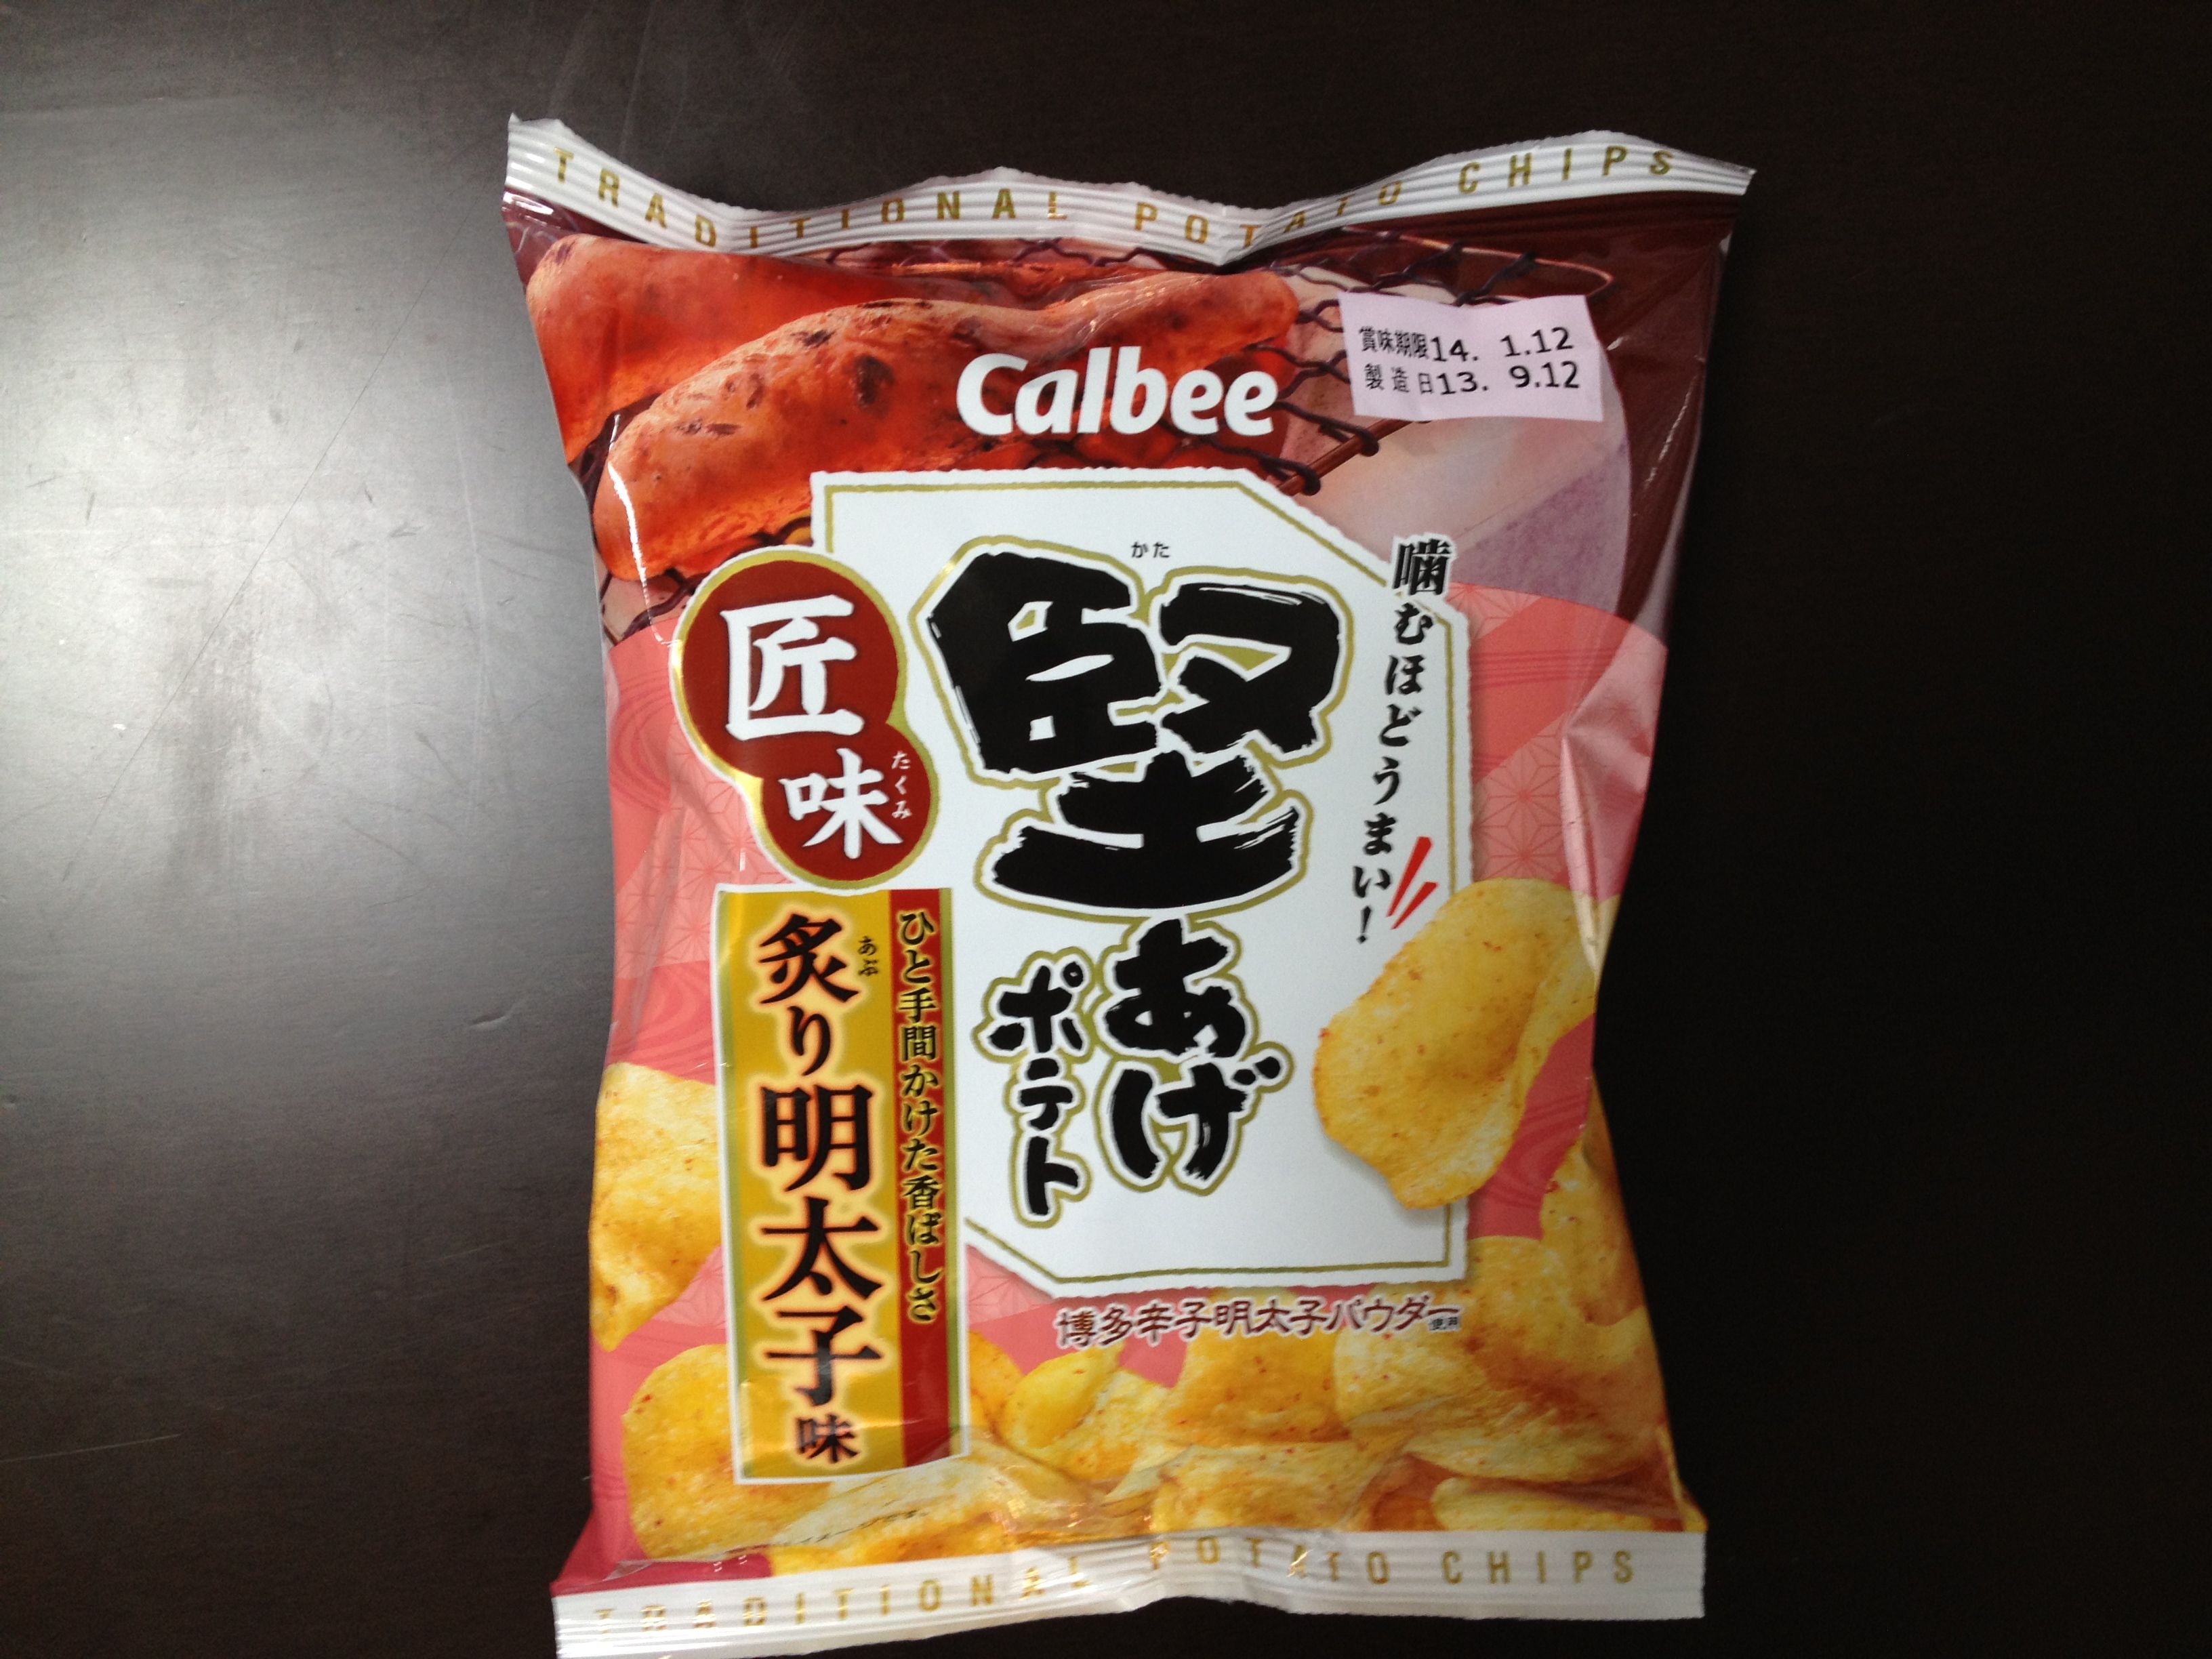 TRADITIONAL POTATO CHIPS
Calbee
賞味期限14. 1.12
製造日13. 9.12
噛むほどうまい!
かた
堅あげ
ポテト
匠味
たくみ
ひと手間かけた香ばしさ
あぶ
炙り明太子味
博多辛子明太子パウダー使用
TRADITIONAL POTATO CHIPS